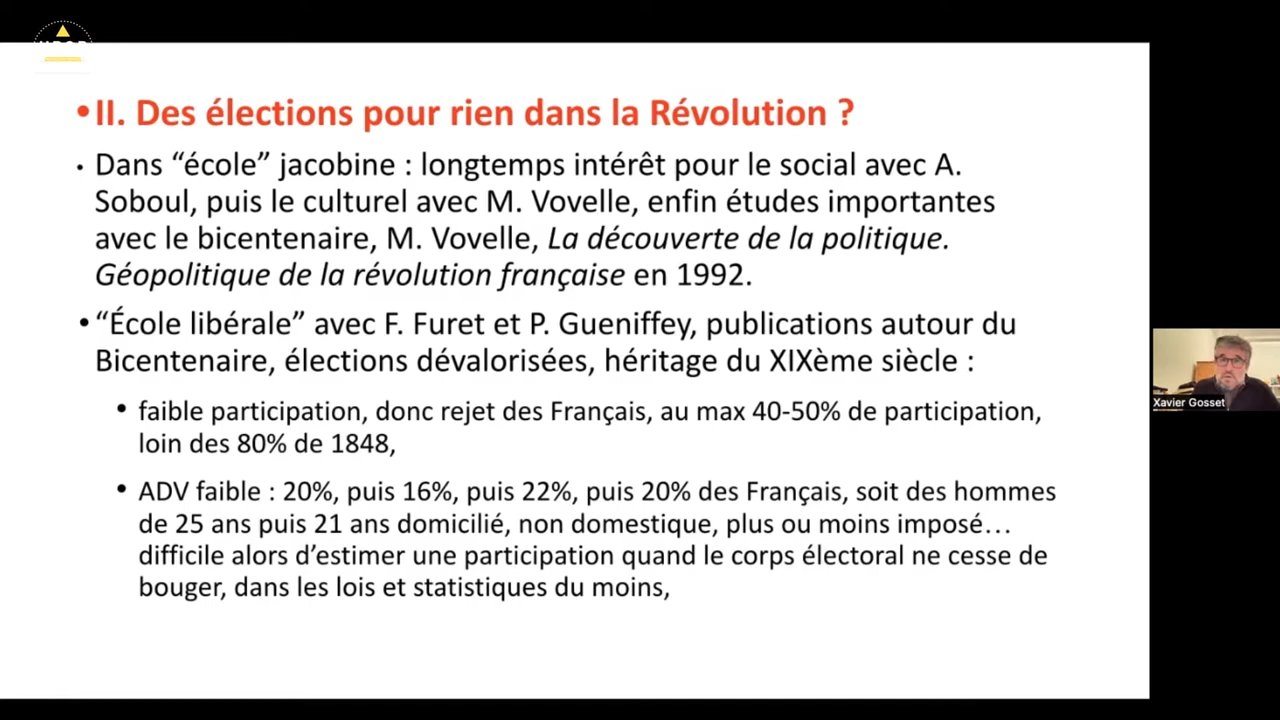 •II. Des élections pour rien dans la Révolution ?
• Dans “école” jacobine : longtemps intérêt pour le social avec A.
Soboul, puis le culturel avec M. Vovelle, enfin études importantes
avec le bicentenaire, M. Vovelle, La découverte de la politique.
Géopolitique de la révolution française en 1992.
• “École libérale” avec F. Furet et P. Gueniffey, publications autour du
Bicentenaire, élections dévalorisées, héritage du XIXème siècle :
• faible participation, donc rejet des Français, au max 40-50% de participation,
loin des 80% de 1848,
• ADV faible : 20%, puis 16%, puis 22%, puis 20% des Français, soit des hommes
de 25 ans puis 21 ans domicilié, non domestique, plus ou moins imposé…
difficile alors d’estimer une participation quand le corps électoral ne cesse de
bouger, dans les lois et statistiques du moins,
Xavier Gosset